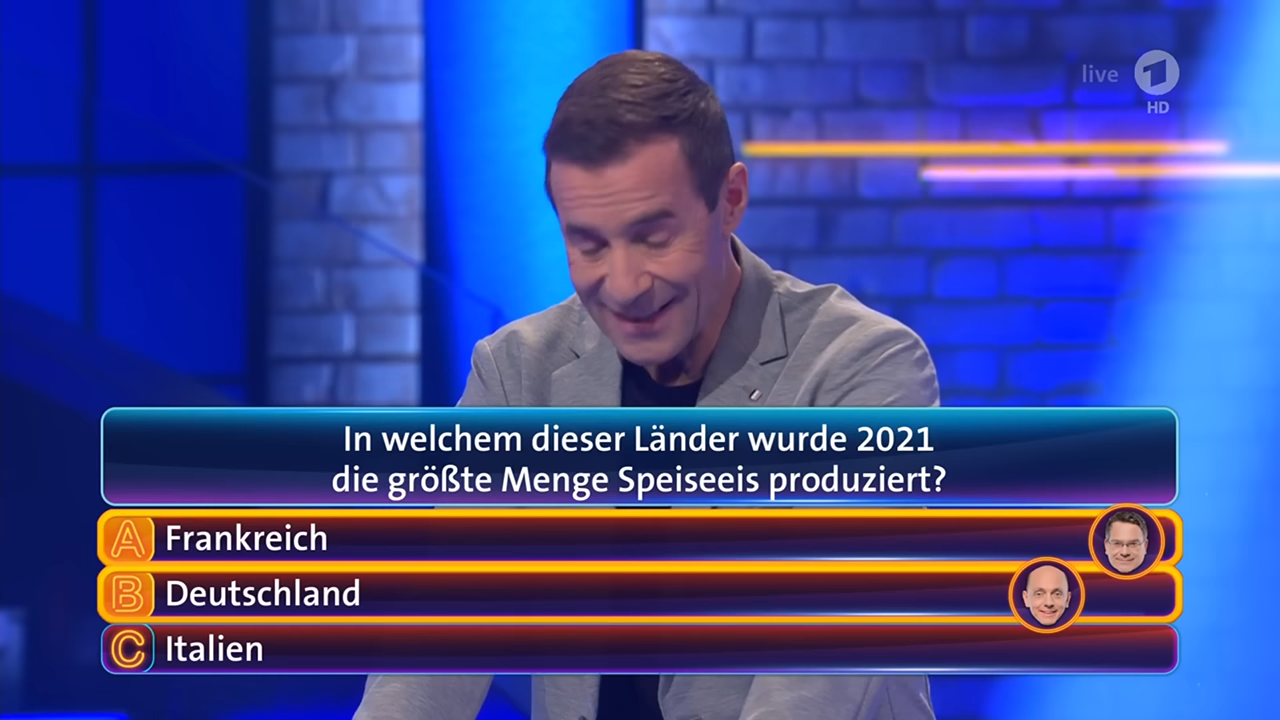 live 1
HD
In welchem dieser Länder wurde 2021
die größte Menge Speiseeis produziert?
A Frankreich
B Deutschland
C Italien